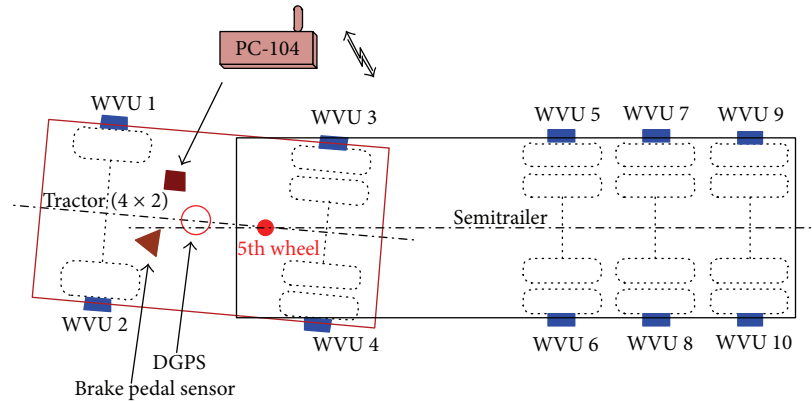 PC-104
WVU 1
WVU 3
WVU 5
WVU 7
WVU 9
Tractor (4 × 2)
Semitrailer
5th wheel
WVU 2
WVU 4
WVU 6
WVU 8
WVU 10
DGPS
Brake pedal sensor